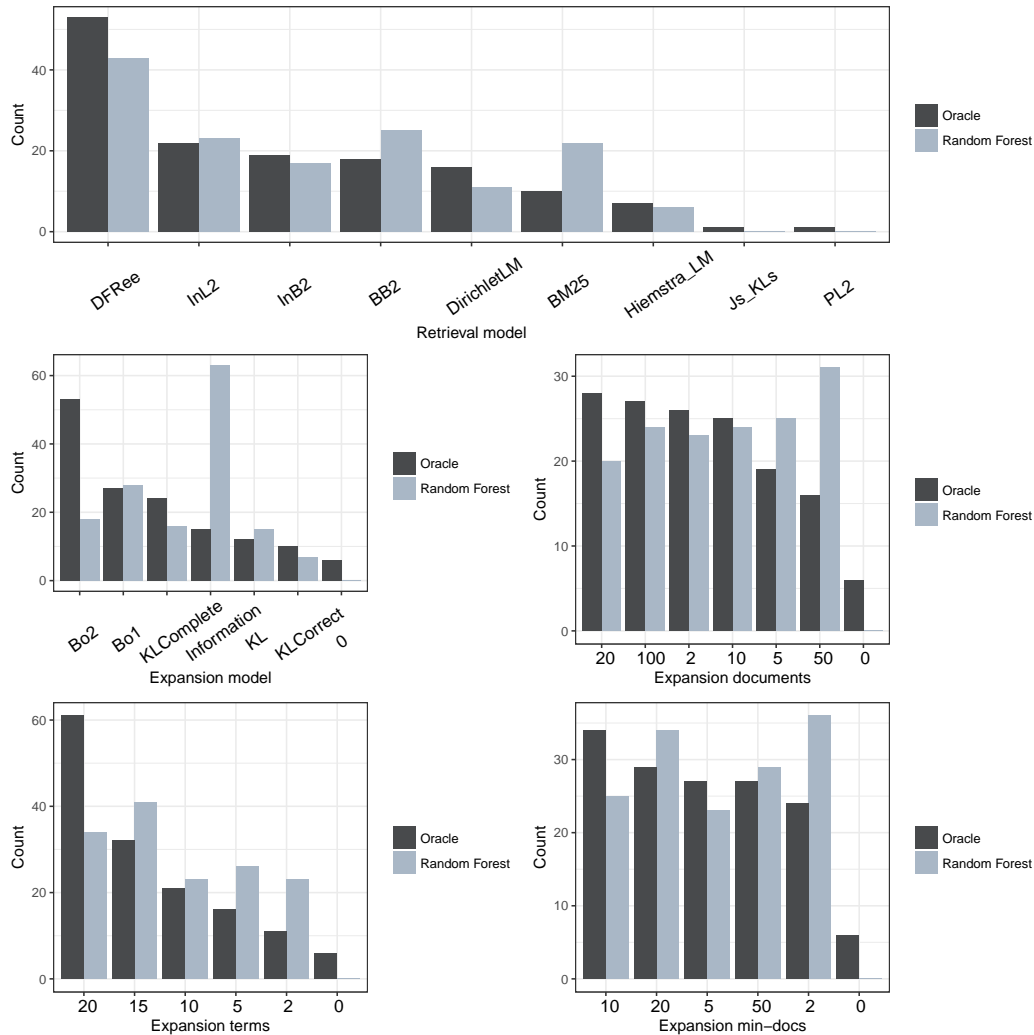 Count
40
20
0
DFRee
InL2
InB2
BB2
DirichletLM
BM25
Hiemstra_LM
Js_KLs
PL2
Retrieval model
Oracle
Random Forest
Count
60
40
20
0
Bo2
Bo1
KLComplete
Information
KL
KLCorrect
0
Expansion model
Oracle
Random Forest
Count
30
20
10
0
20 100 2 10 5 50 0
Expansion documents
Oracle
Random Forest
Count
60
40
20
0
20 15 10 5 2 0
Expansion terms
Oracle
Random Forest
Count
30
20
10
0
10 20 5 50 2 0
Expansion min−docs
Oracle
Random Forest